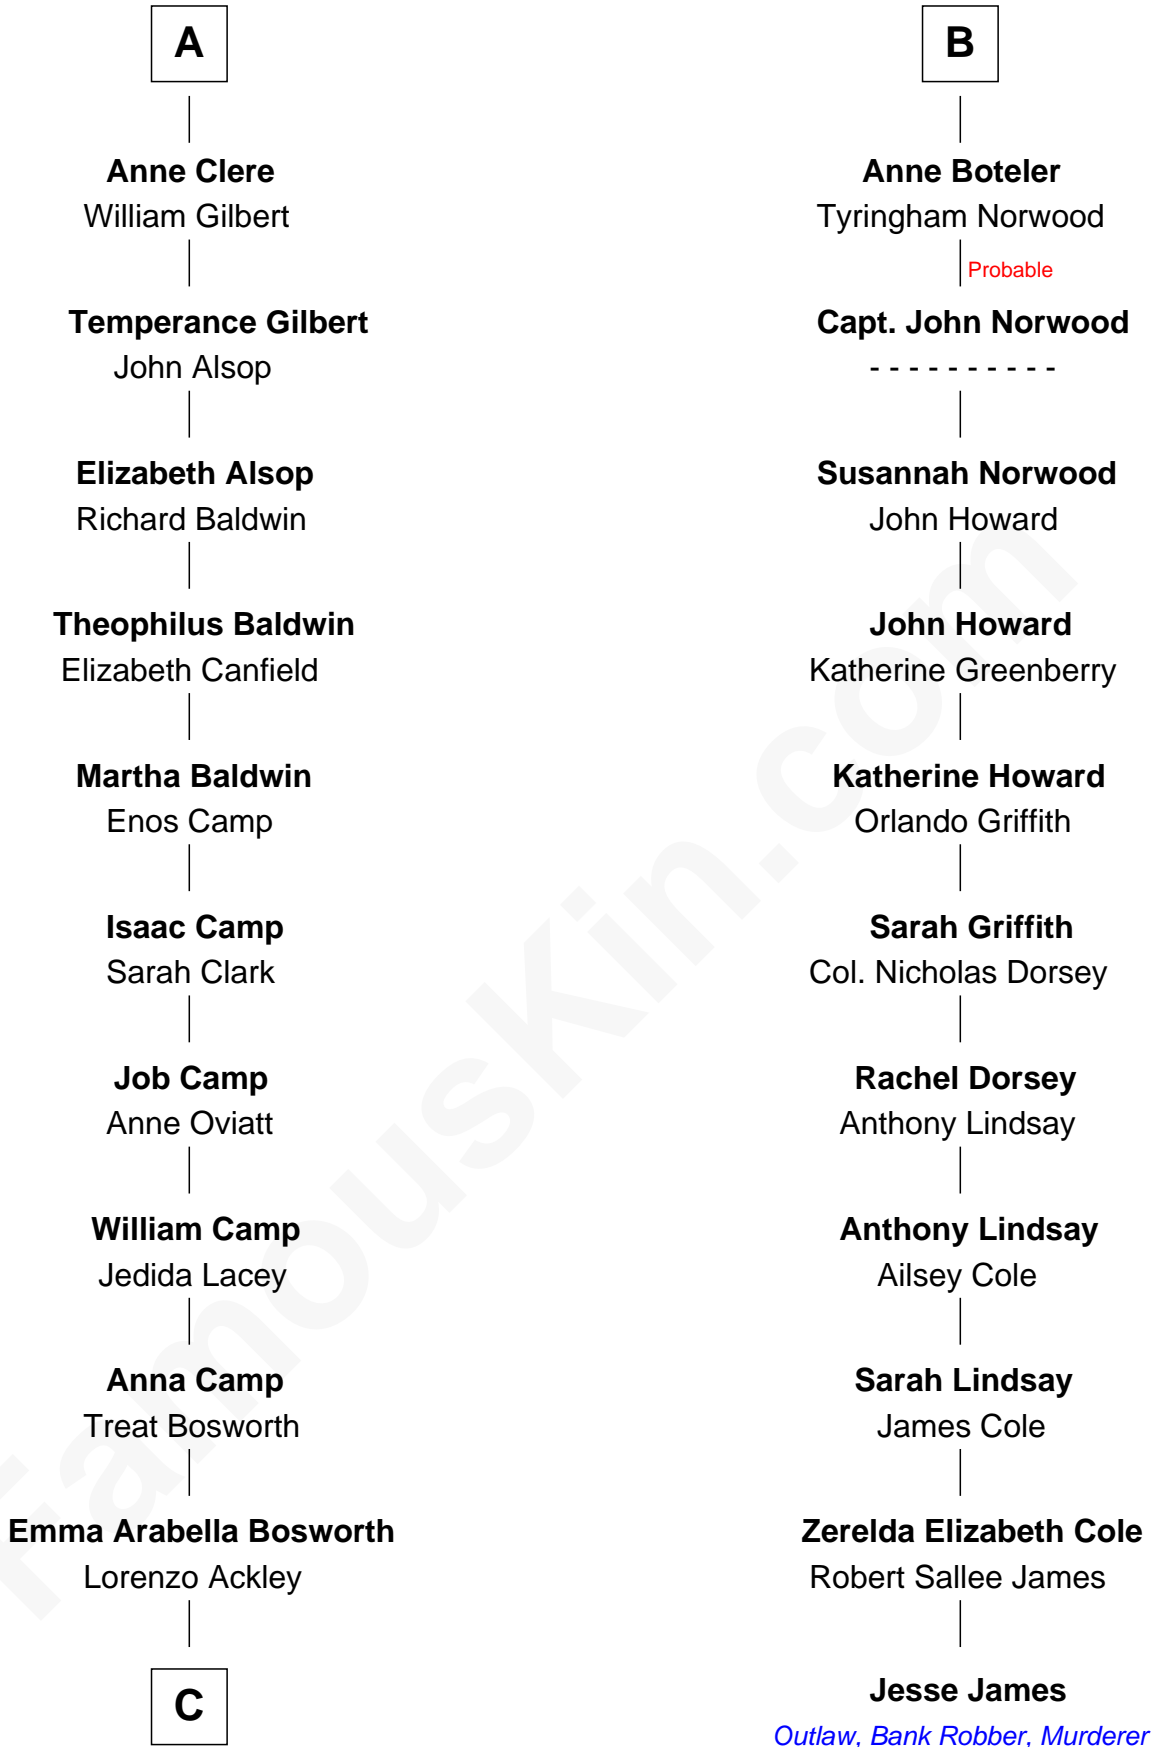 A
Anne Clere
William Gilbert
Temperance Gilbert
John Alsop
Elizabeth Alsop
Richard Baldwin
Theophilus Baldwin
Elizabeth Canfield
Martha Baldwin
Enos Camp
Isaac Camp
Sarah Clark
Job Camp
Anne Oviatt
William Camp
Jedida Lacey
Anna Camp
Treat Bosworth
Emma Arabella Bosworth
Lorenzo Ackley
C
B
Anne Boteler
Tyringham Norwood
Probable
Capt. John Norwood
- - - - - - - - - -
Susannah Norwood
John Howard
John Howard
Katherine Greenberry
Katherine Howard
Orlando Griffith
Sarah Griffith
Col. Nicholas Dorsey
Rachel Dorsey
Anthony Lindsay
Anthony Lindsay
Ailsey Cole
Sarah Lindsay
James Cole
Zerelda Elizabeth Cole
Robert Sallee James
Jesse James
Outlaw, Bank Robber, Murderer
FamousKin.com